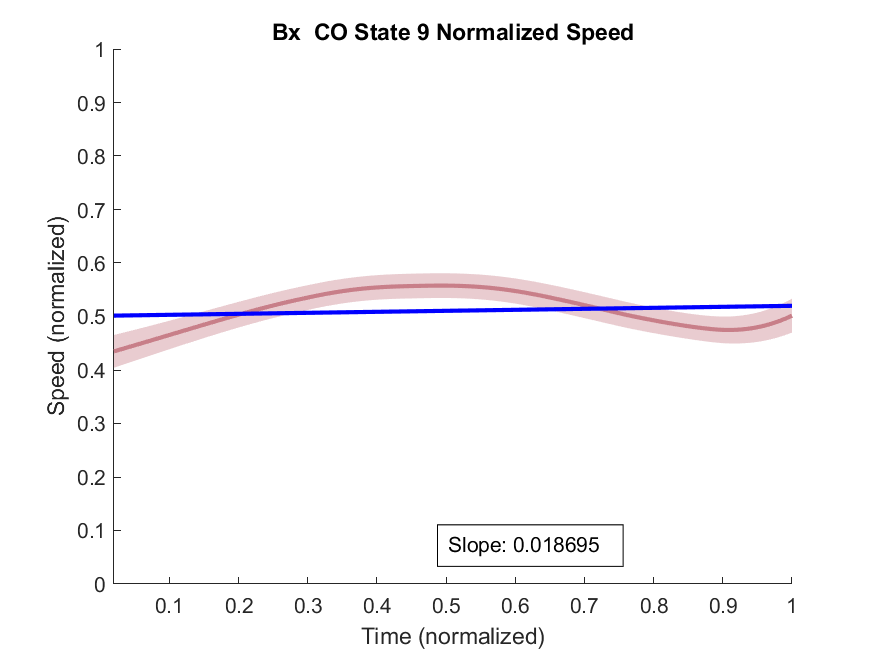 Bx  CO State 9 Normalized Speed
1
0.9
0.8
0.7
0.6
0.5
0.4
0.3
0.2
0.1
0
Speed (normalized)
Slope: 0.018695
0.1 0.2 0.3 0.4 0.5 0.6 0.7 0.8 0.9 1
Time (normalized)